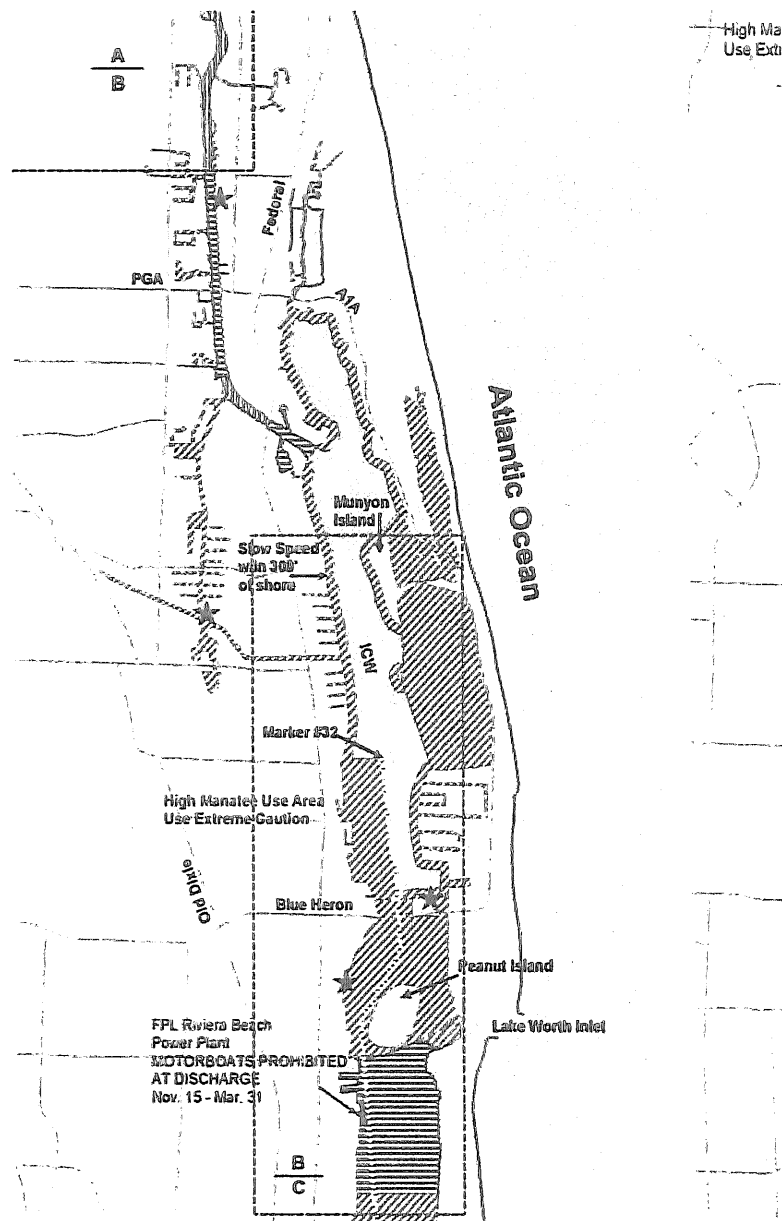 A
B
High Ma
Use Extr
Federal
PGA
A1A
Atlantic Ocean
Munyon
Island
Slow Speed
w/in 300'
of shore
ICW
Marker #32
High Manatee Use Area
Use Extreme Caution
Old Dixie
Blue Heron
Peanut Island
FPL Riviera Beach
Power Plant
MOTORBOATS PROHIBITED
AT DISCHARGE
Nov. 15 - Mar. 31
Lake Worth Inlet
B
C